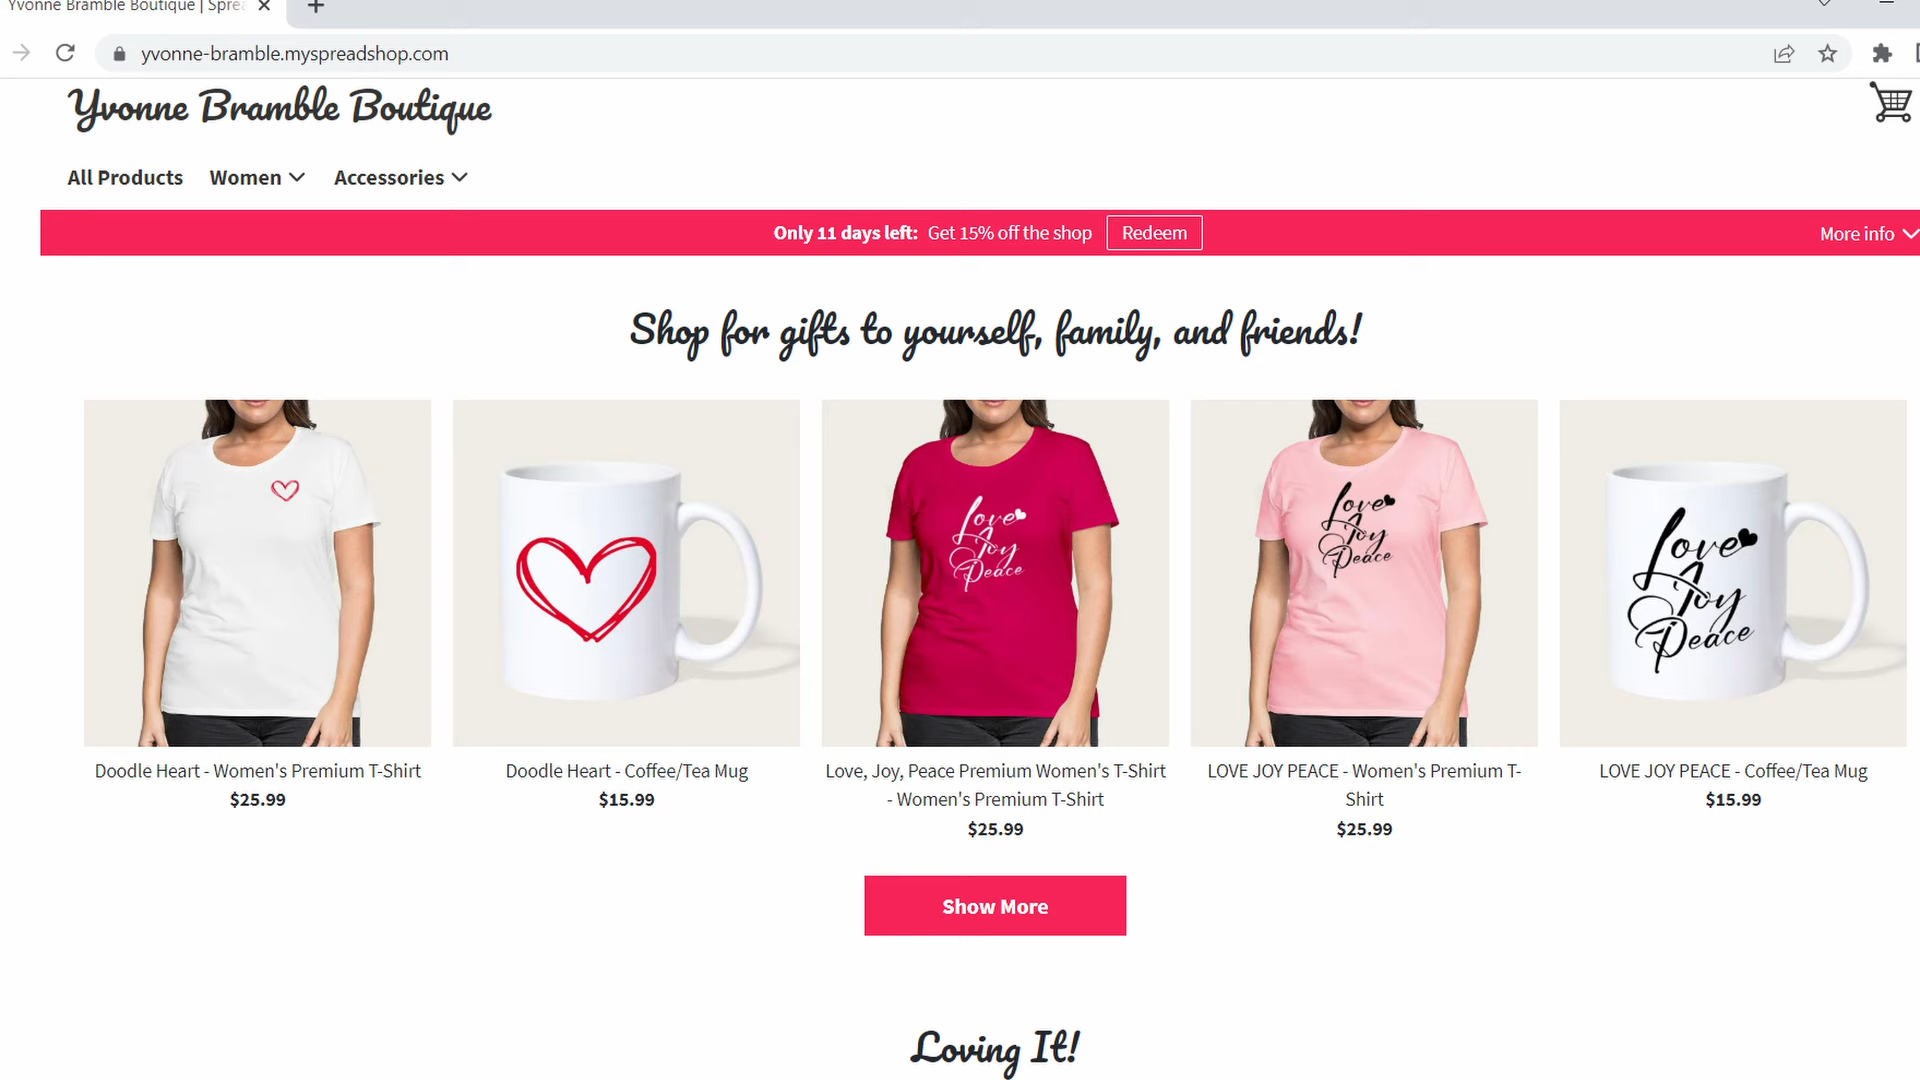 Yvonne Bramble Boutique | Sprea
yvonne-bramble.myspreadshop.com
Yvonne Bramble Boutique
All Products Women Accessories
Only 11 days left: Get 15% off the shop Redeem More info
Shop for gifts to yourself, family, and friends!
Love
Joy
Peace
Love
Joy
Peace
Love
Joy
Peace
Doodle Heart - Women's Premium T-Shirt
$25.99
Doodle Heart - Coffee/Tea Mug
$15.99
Love, Joy, Peace Premium Women's T-Shirt
- Women's Premium T-Shirt
$25.99
LOVE JOY PEACE - Women's Premium T-
Shirt
$25.99
LOVE JOY PEACE - Coffee/Tea Mug
$15.99
Show More
Loving It!